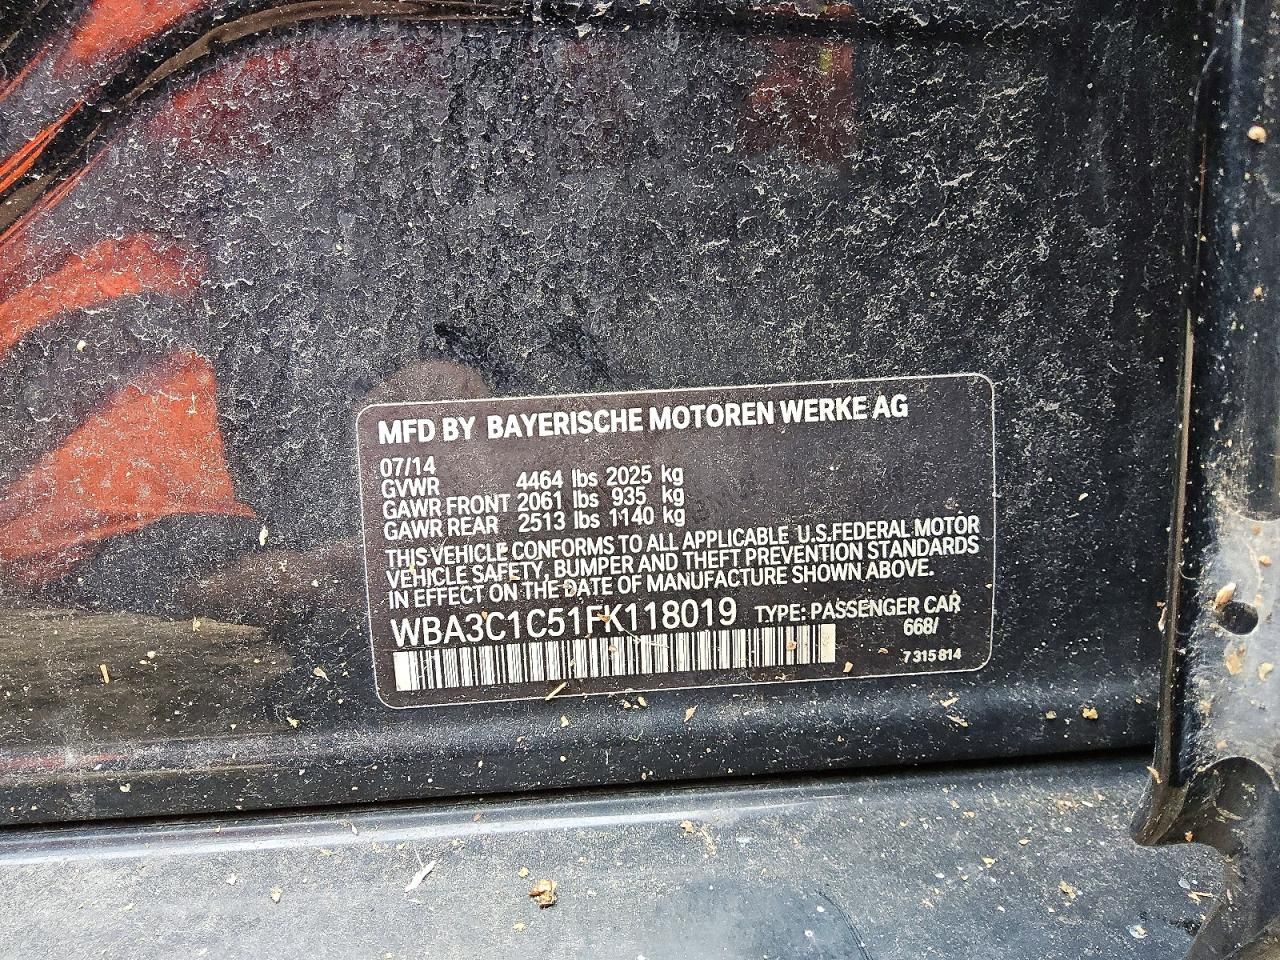 MFD BY BAYERISCHE MOTOREN WERKE AG
07/14
GVWR 4464 lbs 2025 kg
GAWR FRONT 2061 lbs 935 kg
GAWR REAR 2513 lbs 1140 kg
THIS VEHICLE CONFORMS TO ALL APPLICABLE U.S.FEDERAL MOTOR
VEHICLE SAFETY, BUMPER AND THEFT PREVENTION STANDARDS
IN EFFECT ON THE DATE OF MANUFACTURE SHOWN ABOVE.
WBA3C1C51FK118019 TYPE: PASSENGER CAR
668/
7 315 814